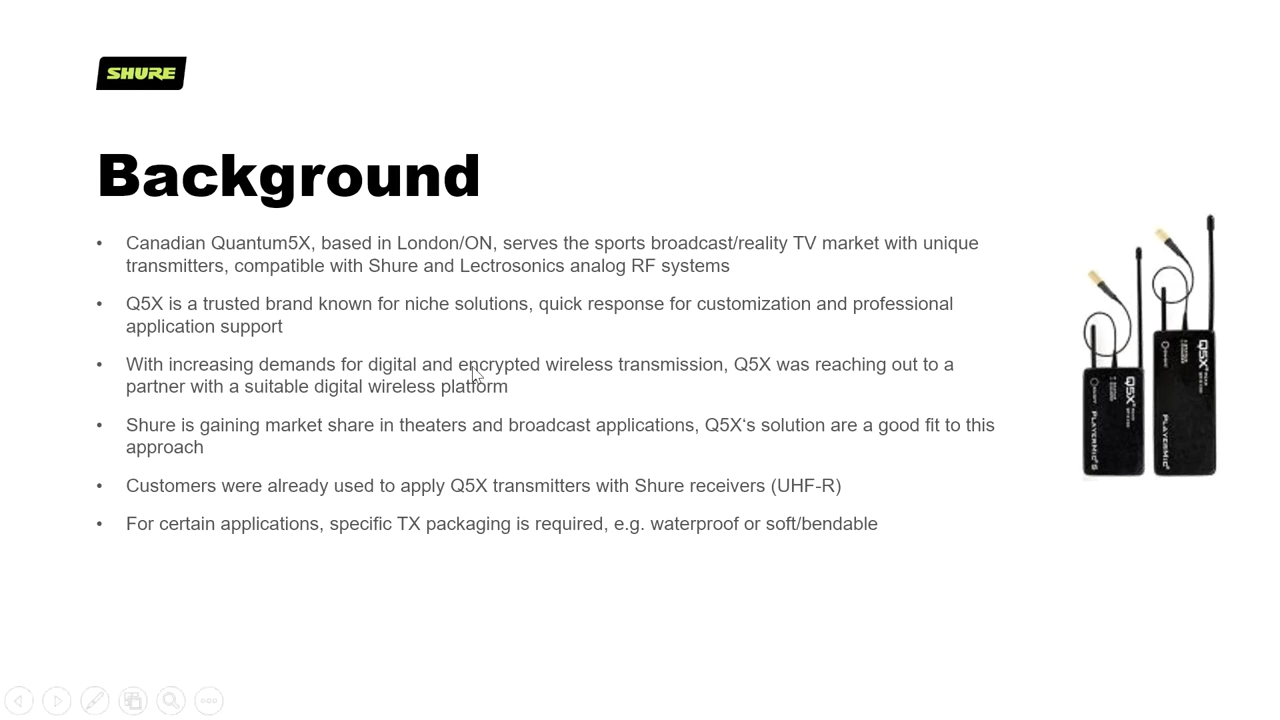 SHURE
Background
• Canadian Quantum5X, based in London/ON, serves the sports broadcast/reality TV market with unique
transmitters, compatible with Shure and Lectrosonics analog RF systems
• Q5X is a trusted brand known for niche solutions, quick response for customization and professional
application support
• With increasing demands for digital and encrypted wireless transmission, Q5X was reaching out to a
partner with a suitable digital wireless platform
• Shure is gaining market share in theaters and broadcast applications, Q5X‘s solution are a good fit to this
approach
• Customers were already used to apply Q5X transmitters with Shure receivers (UHF-R)
• For certain applications, specific TX packaging is required, e.g. waterproof or soft/bendable
Q5X
PLAYERMIC S
Q5X
PLAYERMIC